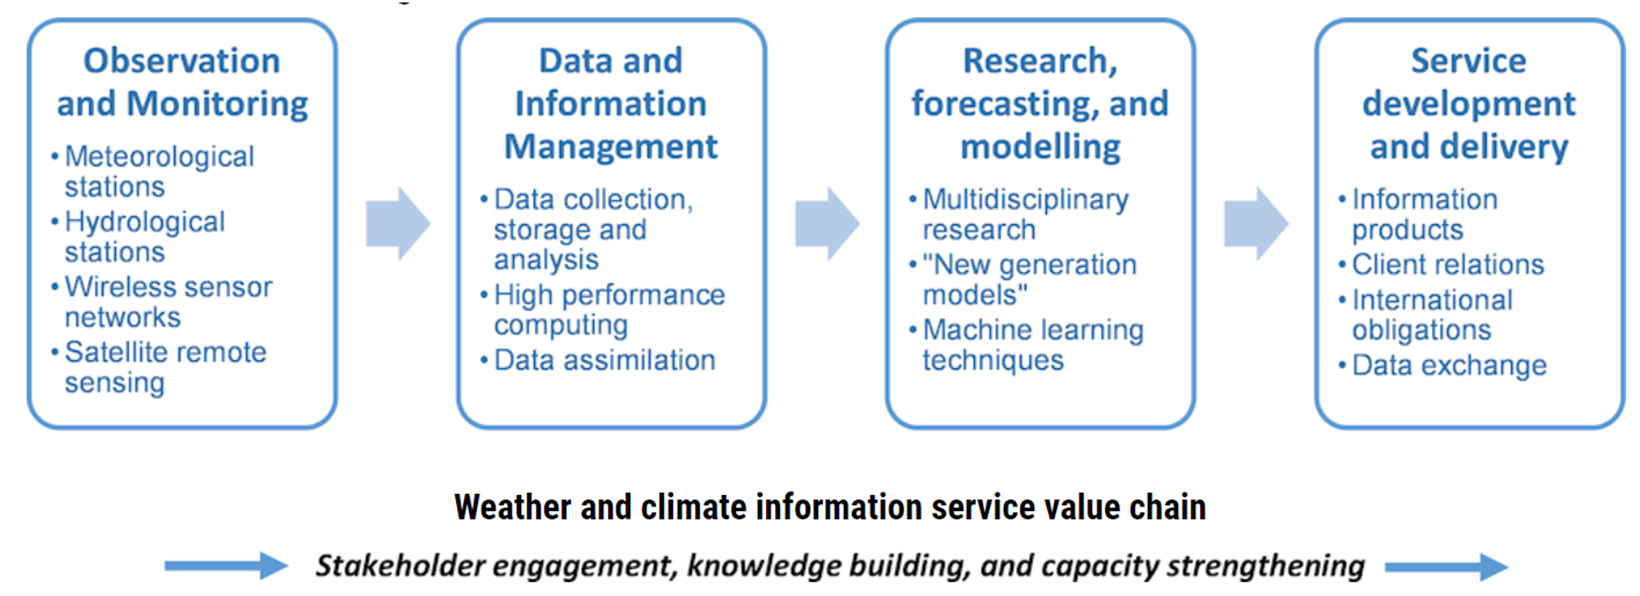 Observation
and Monitoring
• Meteorological
stations
• Hydrological
stations
• Wireless sensor
networks
• Satellite remote
sensing
Data and
Information
Management
• Data collection,
storage and
analysis
• High performance
computing
• Data assimilation
Research,
forecasting, and
modelling
• Multidisciplinary
research
• "New generation
models"
• Machine learning
techniques
Service
development
and delivery
• Information
products
• Client relations
• International
obligations
• Data exchange
Weather and climate information service value chain
Stakeholder engagement, knowledge building, and capacity strengthening